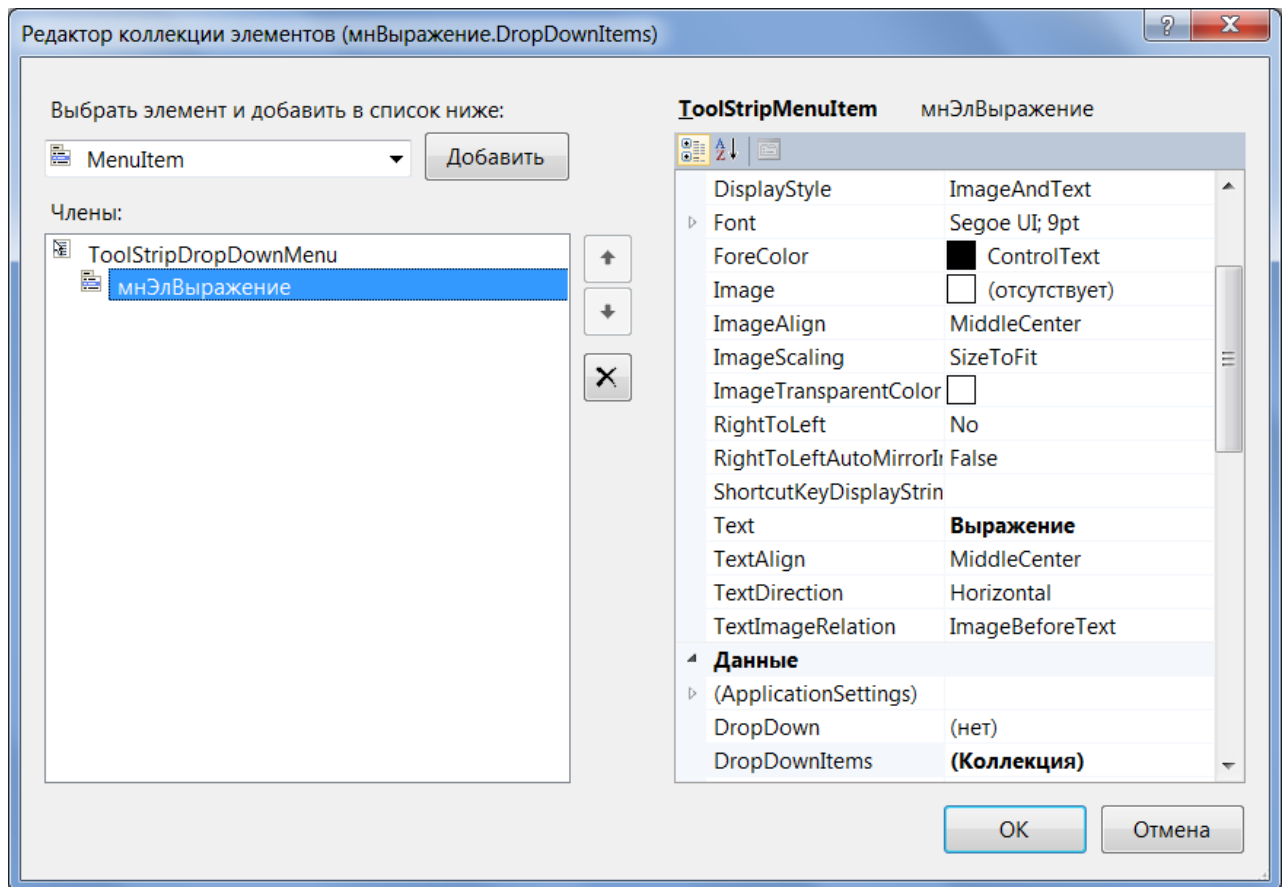 Редактор коллекции элементов (мнВыражение.DropDownItems)
Выбрать элемент и добавить в список ниже:
MenuItem
Добавить
Члены:
ToolStripDropDownMenu
мнЭлВыражение
ToolStripMenuItem мнЭлВыражение
DisplayStyle ImageAndText
Font Segoe UI; 9pt
ForeColor ControlText
Image (отсутствует)
ImageAlign MiddleCenter
ImageScaling SizeToFit
ImageTransparentColor
RightToLeft No
RightToLeftAutoMirrorIr False
ShortcutKeyDisplayStrin
Text Выражение
TextAlign MiddleCenter
TextDirection Horizontal
TextImageRelation ImageBeforeText
Данные
(ApplicationSettings)
DropDown (нет)
DropDownItems (Коллекция)
OK Отмена